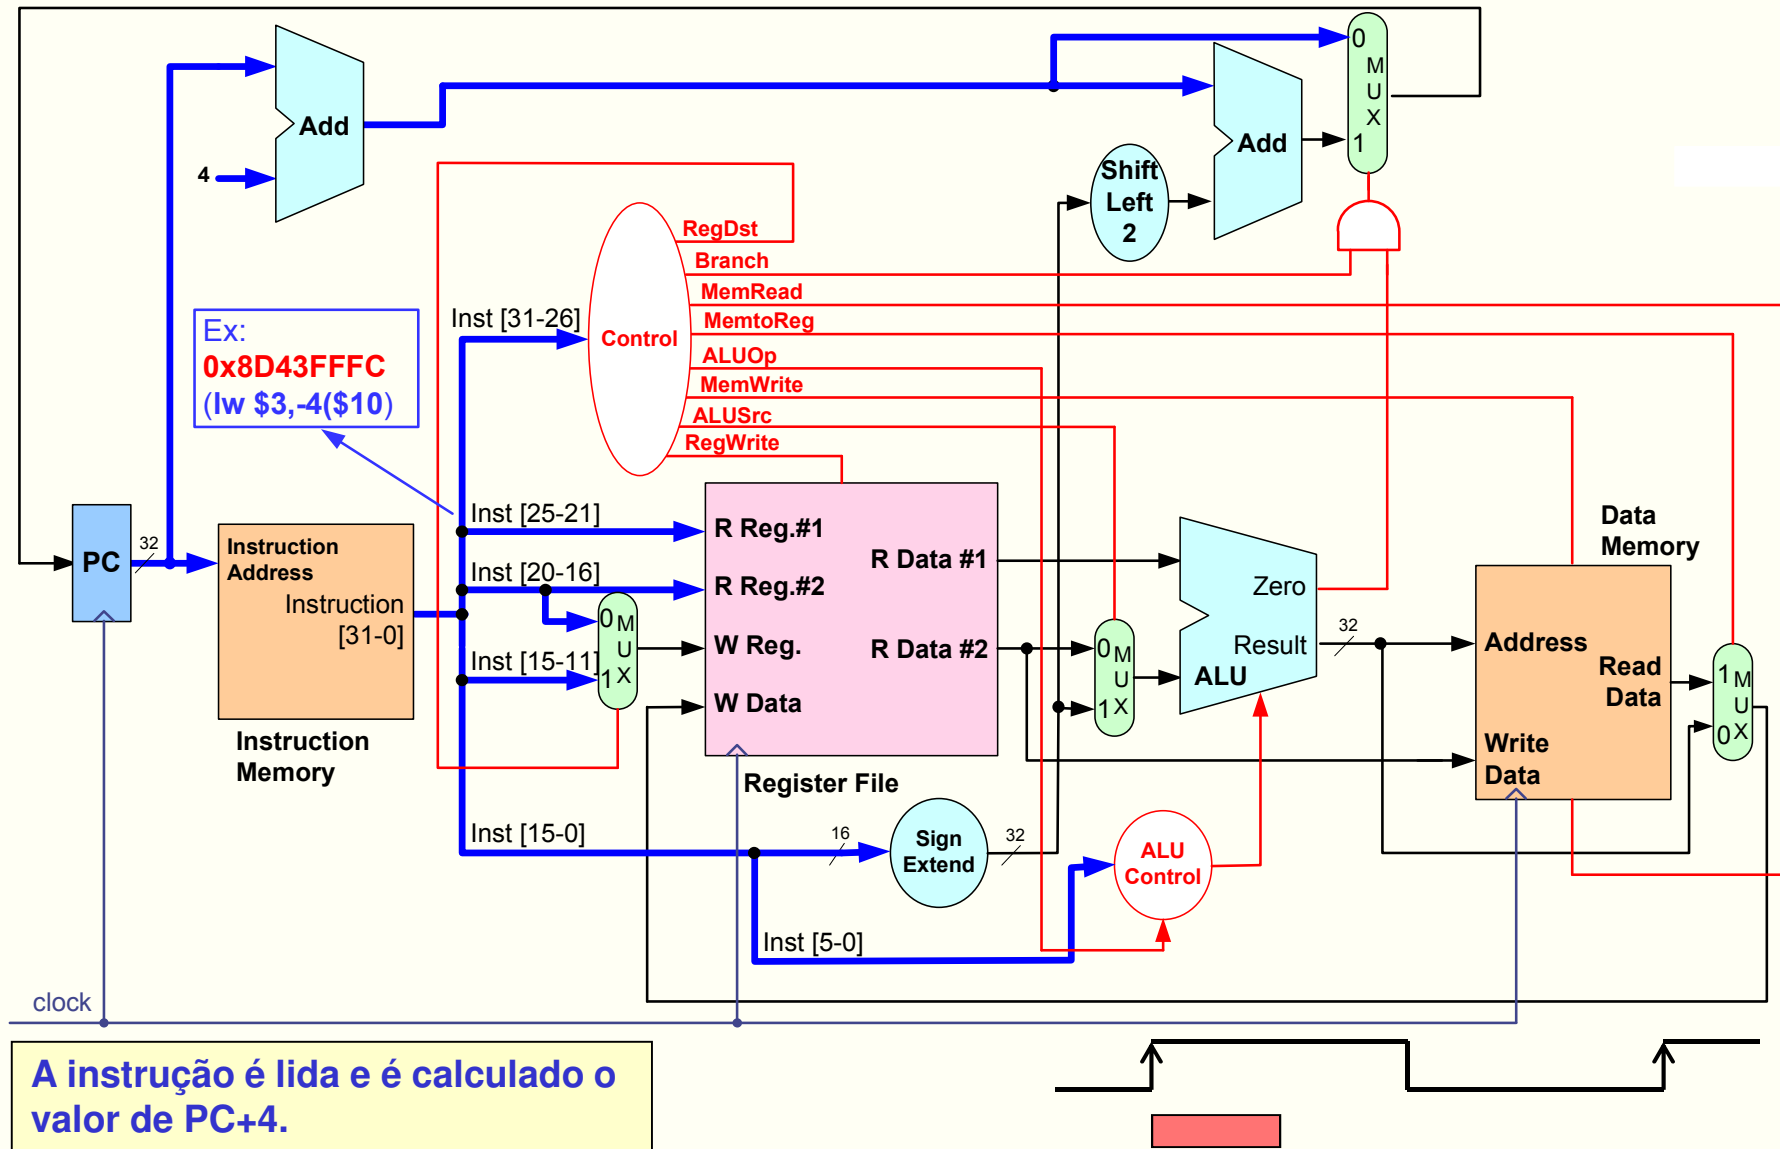 0
M
U
X
1
Add
Add
4
Shift
Left
2
RegDst
Branch
MemRead
MemtoReg
ALUOp
MemWrite
ALUSrc
RegWrite
Control
Inst [31-26]
Ex:
0x8D43FFFC
(lw $3,-4($10)
PC
32
Instruction
Address
Instruction
[31-0]
Instruction
Memory
Inst [25-21]
Inst [20-16]
Inst [15-11]
0
M
U
X
1
R Reg.#1
R Reg.#2
W Reg.
W Data
R Data #1
R Data #2
Register File
0
M
U
X
1
Zero
Result
ALU
32
Data
Memory
Address
Read
Data
Write
Data
1
M
U
X
0
Inst [15-0]
16
Sign
Extend
32
ALU
Control
Inst [5-0]
clock
A instrução é lida e é calculado o
valor de PC+4.